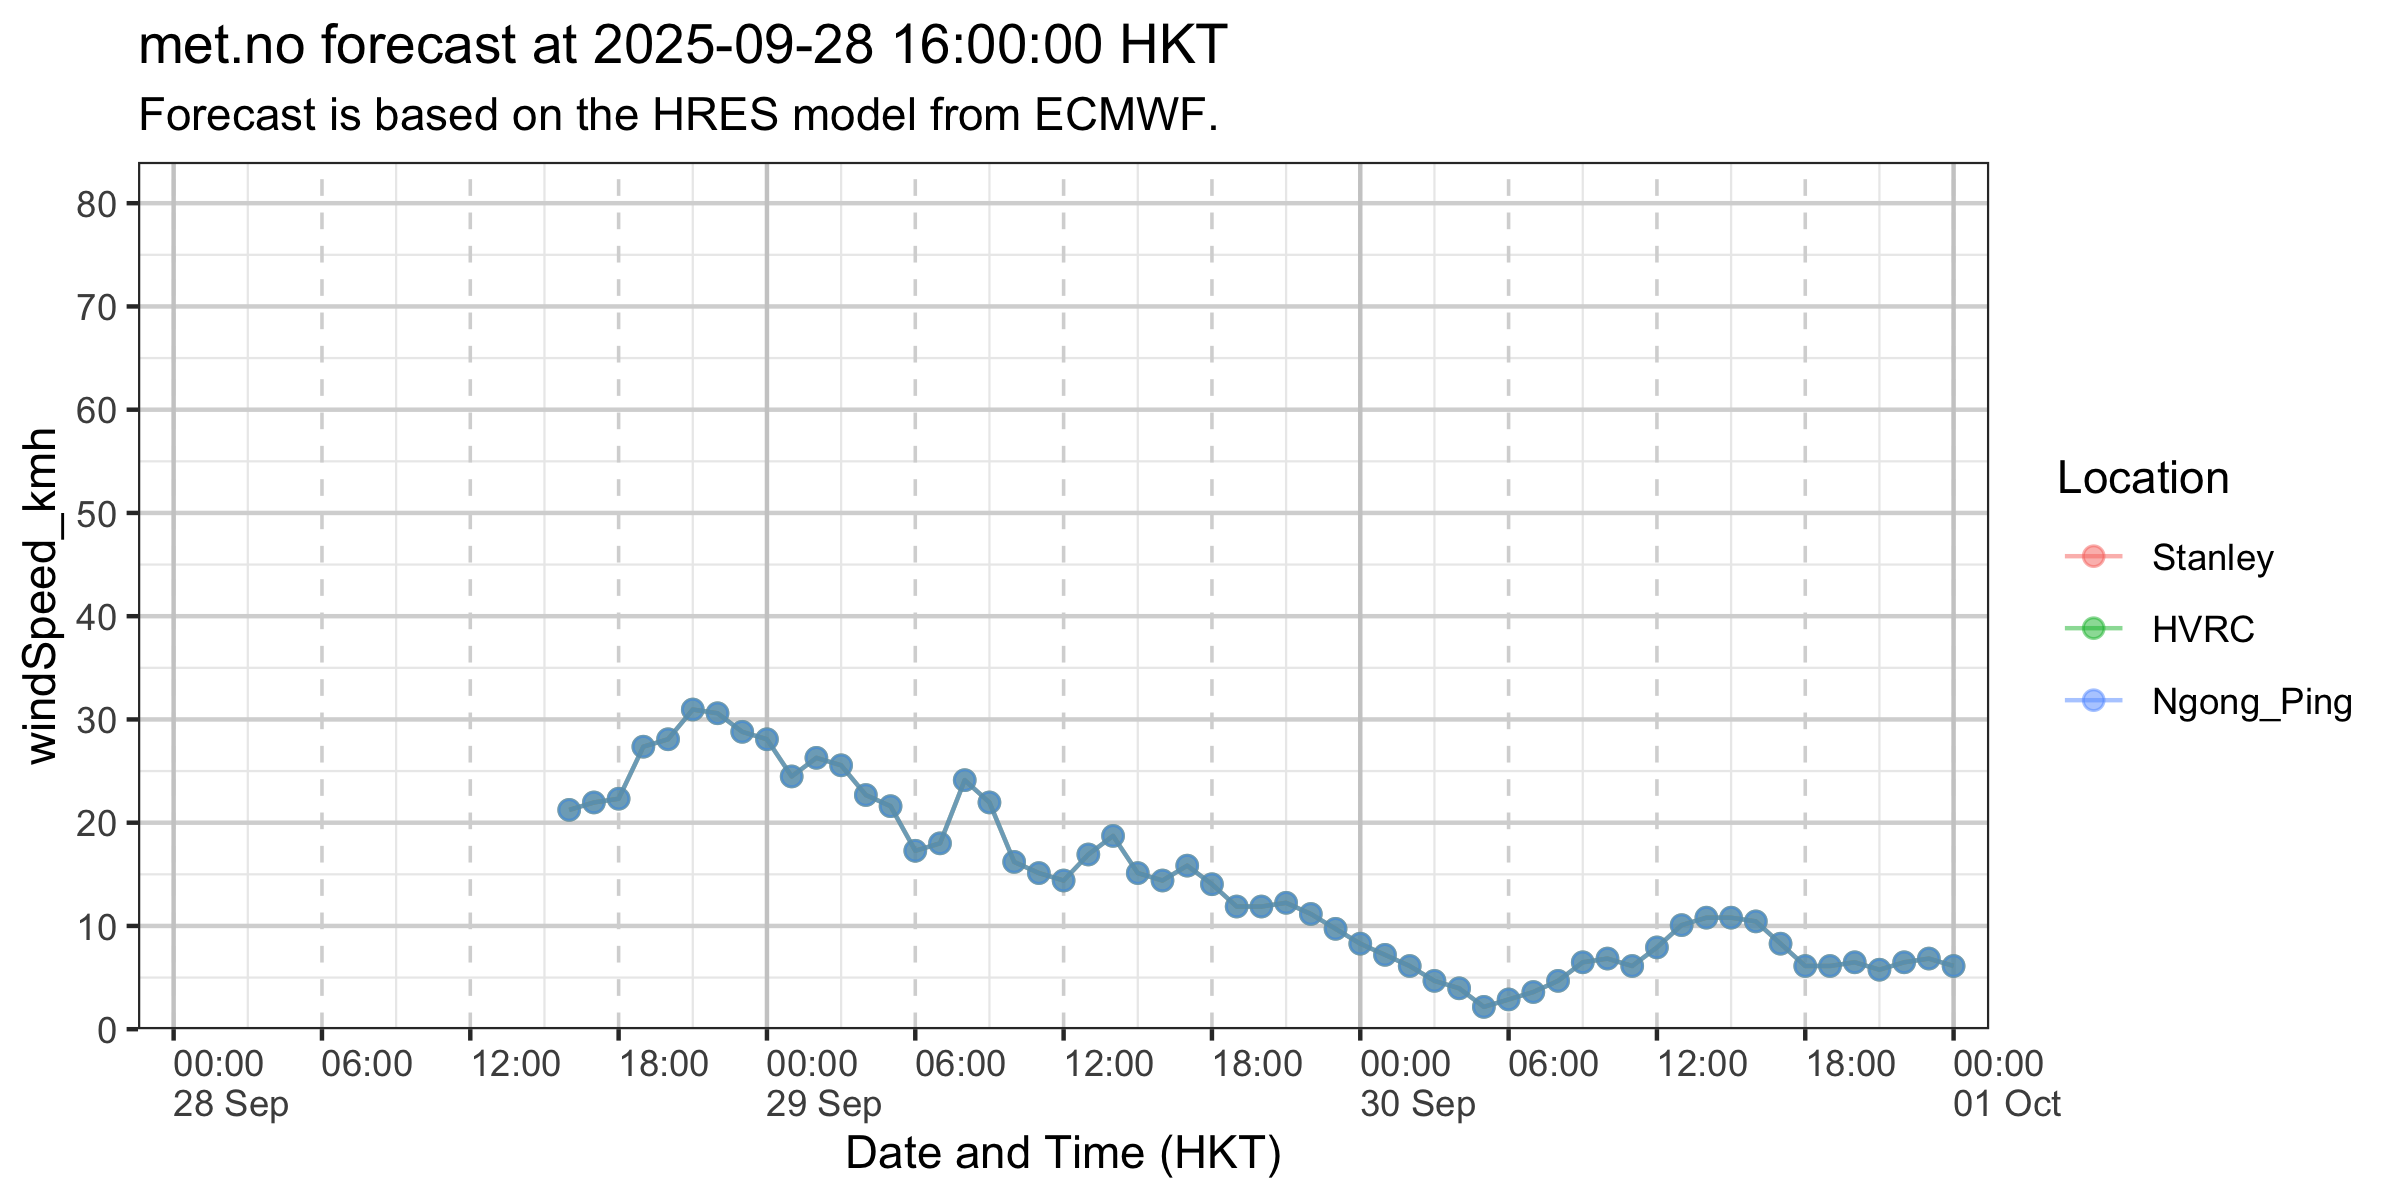 met.no forecast at 2025-09-28 16:00:00 HKT
Forecast is based on the HRES model from ECMWF.
windSpeed_kmh
80
70
60
50
40
30
20
10
0
00:00 06:00 12:00 18:00 00:00 06:00 12:00 18:00 00:00 06:00 12:00 18:00 00:00
28 Sep 29 Sep 30 Sep 01 Oct
Date and Time (HKT)
Location
Stanley
HVRC
Ngong_Ping